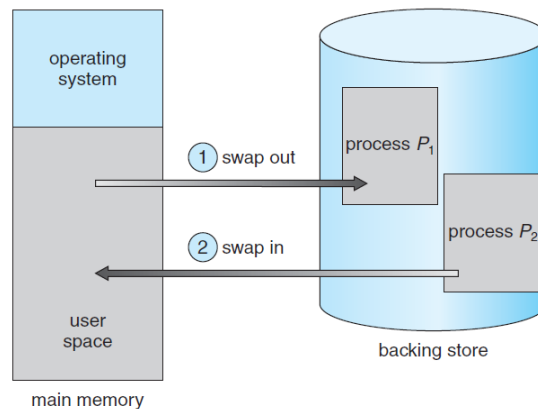 operating
system
1 swap out
process P1
2 swap in
process P2
user
space
backing store
main memory